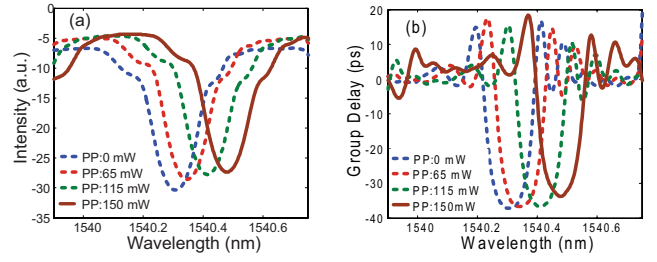 (a)
Intensity (a.u.)
5
0
-5
-10
-15
-20
-25
-30
-35
PP:0 mW
PP:65 mW
PP:115 mW
PP:150 mW
1540
1540.2
1540.4
1540.6
Wavelength (nm)
(b)
Group Delay (ps)
20
10
0
-10
-20
-30
-40
PP:0 mW
PP:65 mW
PP:115 mW
PP:150mW
1540
1540.2
1540.4
1540.6
Wavelength (nm)